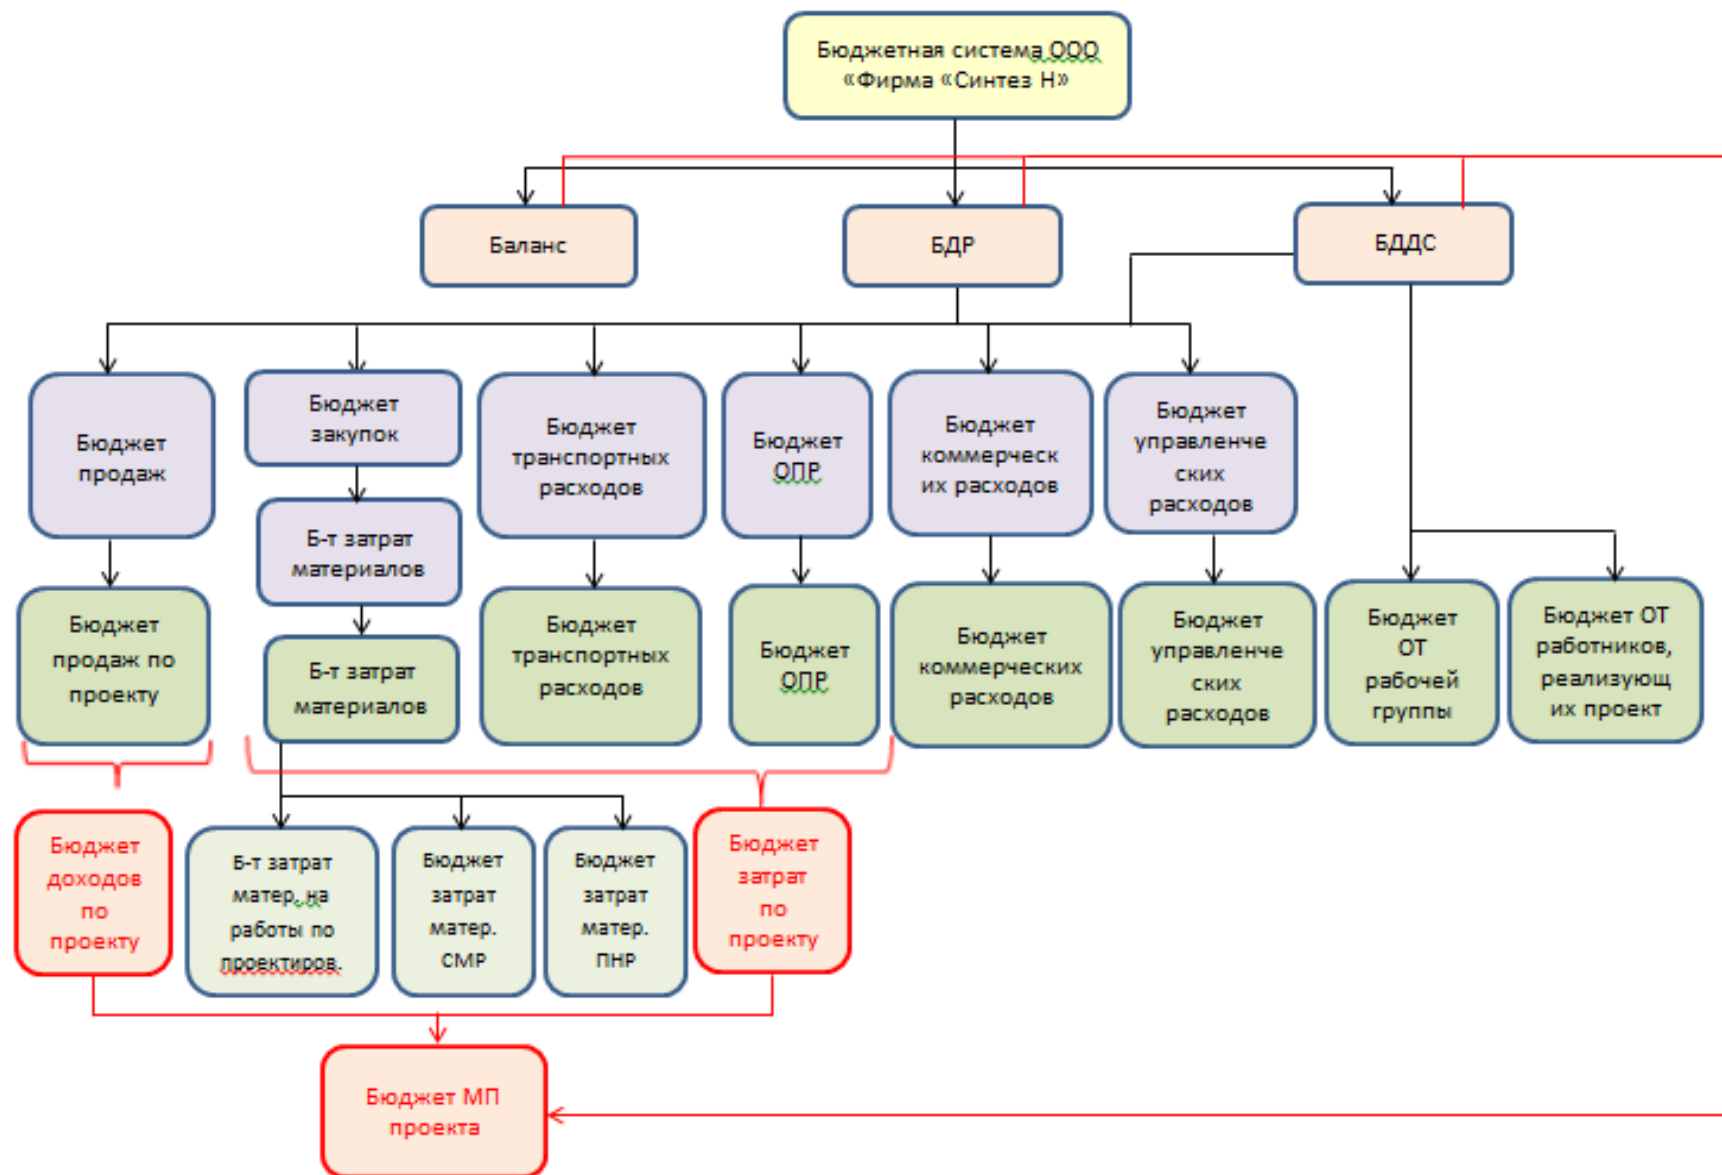 Бюджетная система ООО
«Фирма «Синтез Н»
Баланс
БДР
БДДС
Бюджет
продаж
Бюджет
закупок
Б-т затрат
материалов
Бюджет
транспортных
расходов
Бюджет
ОПР
Бюджет
коммерческ
их расходов
Бюджет
управленче
ских
расходов
Бюджет
продаж по
проекту
Б-т затрат
материалов
Бюджет
транспортных
расходов
Бюджет
ОПР
Бюджет
коммерческих
расходов
Бюджет
управленче
ских
расходов
Бюджет
ОТ
рабочей
группы
Бюджет ОТ
работников,
реализующ
их проект
Бюджет
доходов
по
проекту
Б-т затрат
матер. на
работы по
проектиров.
Бюджет
затрат
матер.
СМР
Бюджет
затрат
матер.
ПНР
Бюджет
затрат
по
проекту
Бюджет МП
проекта